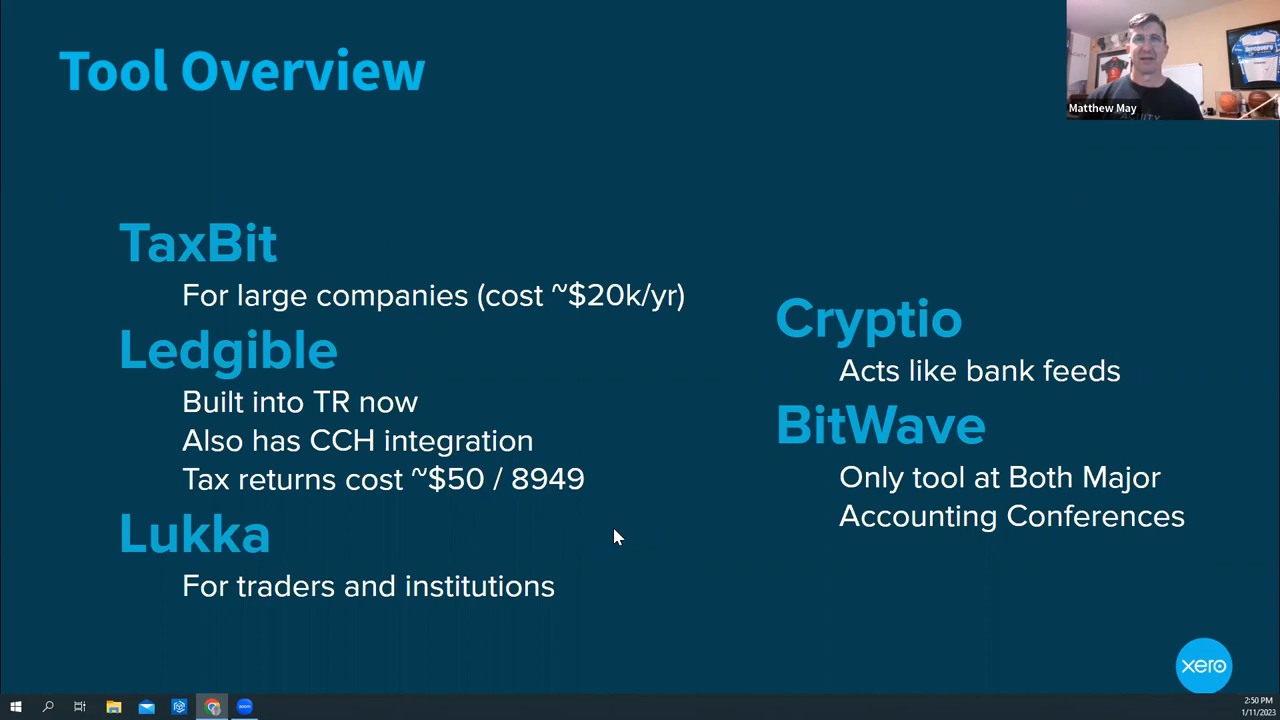 Tool Overview
Matthew May
TaxBit
For large companies (cost ~$20k/yr)
Ledgible
Built into TR now
Also has CCH integration
Tax returns cost ~$50 / 8949
Lukka
For traders and institutions
Cryptio
Acts like bank feeds
BitWave
Only tool at Both Major
Accounting Conferences
xero
zoom
2:50 PM
1/11/2023